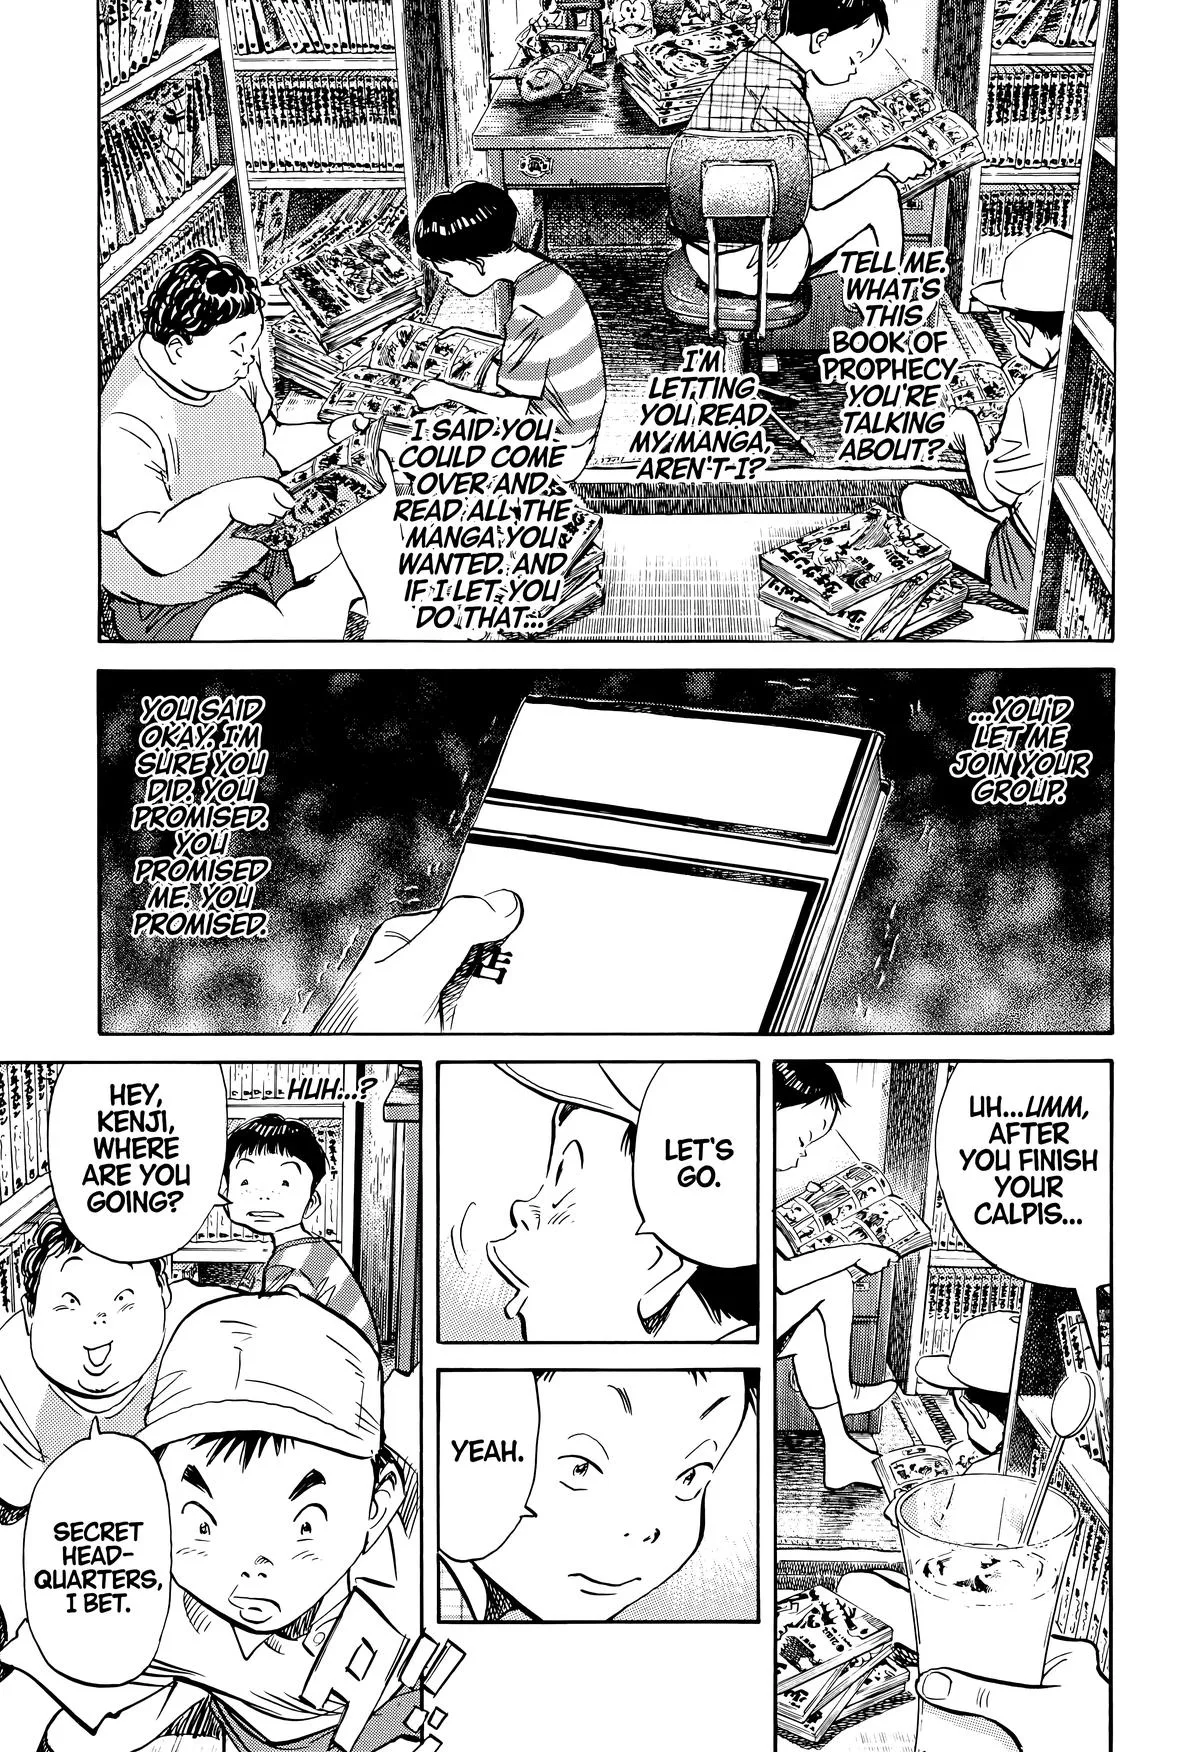 TELL ME.
WHAT'S
THIS
BOOK OF
PROPHECY
YOU'RE
TALKING
ABOUT?
I'M
LETTING
YOU READ
MY MANGA,
AREN'T I?
I SAID YOU
COULD COME
OVER AND
READ ALL THE
MANGA YOU
WANTED. AND
IF I LET YOU
DO THAT...
...YOU'D
LET ME
JOIN YOUR
GROUP.
YOU SAID
OKAY. I'M
SURE YOU
DID. YOU
PROMISED.
YOU
PROMISED
ME. YOU
PROMISED.
店
UH...UMM,
AFTER
YOU FINISH
YOUR
CALPIS...
LET'S
GO.
YEAH.
HUH...?
HEY,
KENJI,
WHERE
ARE YOU
GOING?
SECRET
HEAD-
QUARTERS,
I BET.